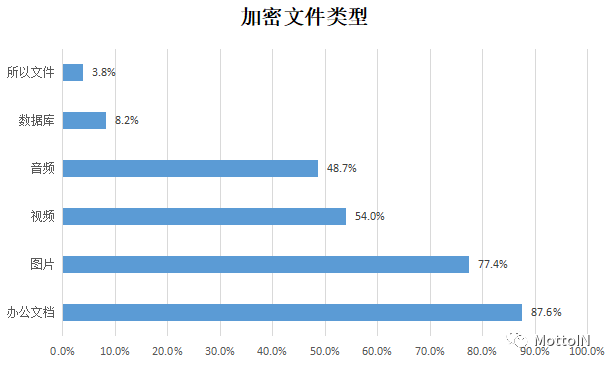 加密文件类型
所以文件 3.8%
数据库 8.2%
音频 48.7%
视频 54.0%
图片 77.4%
办公文档 87.6%
MottoIN
0.0% 10.0% 20.0% 30.0% 40.0% 50.0% 60.0% 70.0% 80.0% 90.0% 100.0%